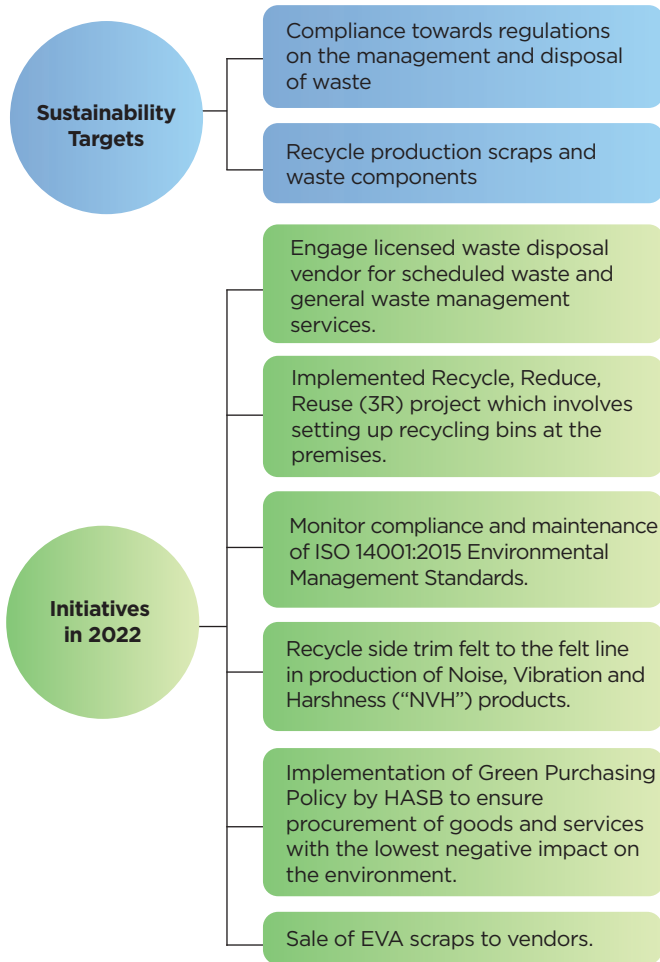 Sustainability
Targets
Compliance towards regulations
on the management and disposal
of waste
Recycle production scraps and
waste components
Initiatives
in 2022
Engage licensed waste disposal
vendor for scheduled waste and
general waste management
services.
Implemented Recycle, Reduce,
Reuse (3R) project which involves
setting up recycling bins at the
premises.
Monitor compliance and maintenance
of ISO 14001:2015 Environmental
Management Standards.
Recycle side trim felt to the felt line
in production of Noise, Vibration and
Harshness (“NVH”) products.
Implementation of Green Purchasing
Policy by HASB to ensure
procurement of goods and services
with the lowest negative impact on
the environment.
Sale of EVA scraps to vendors.